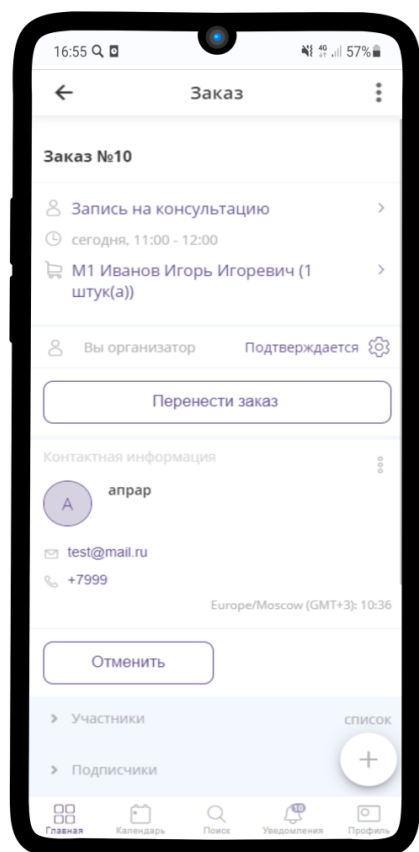 16:55 4G 57%
Заказ
Заказ №10
Запись на консультацию
сегодня, 11:00 - 12:00
М1 Иванов Игорь Игоревич (1
штук(а))
Вы организатор Подтверждается
Перенести заказ
Контактная информация
А
апрар
test@mail.ru
+7999
Europe/Moscow (GMT+3): 10:36
Отменить
Участники список
+
Подписчики
10
Главная Календарь Поиск Уведомления Профиль